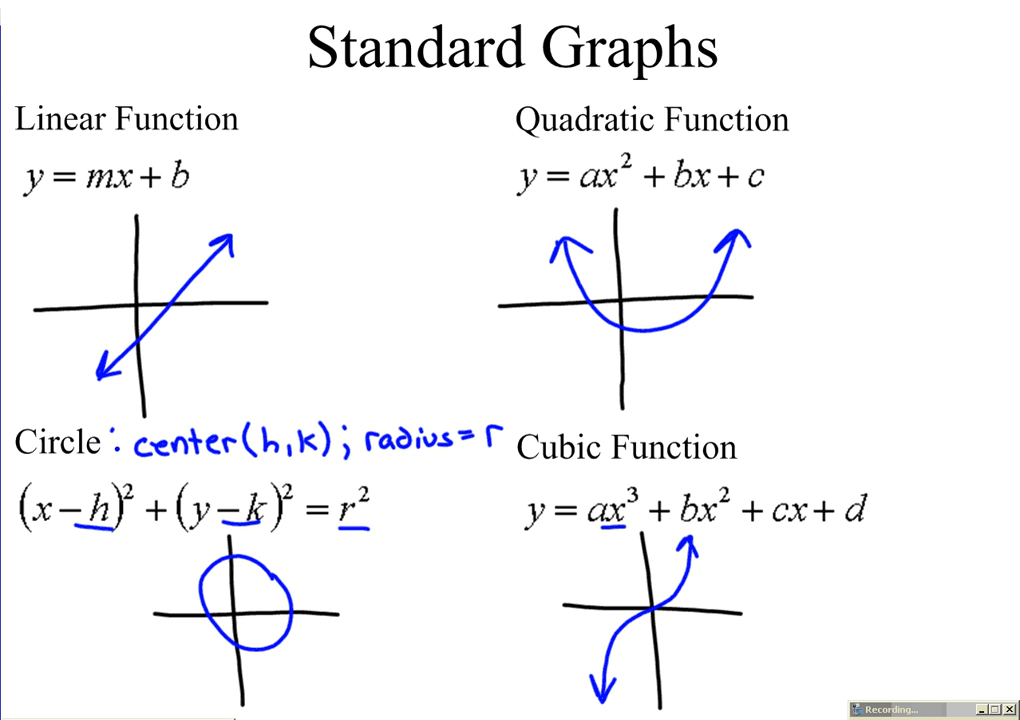 Standard Graphs
Linear Function
y = mx + b
Quadratic Function
y = ax² + bx + c
Circle : center (h,k) ; radius = r
(x − h)² + (y − k)² = r²
Cubic Function
y = ax³ + bx² + cx + d
Recording...